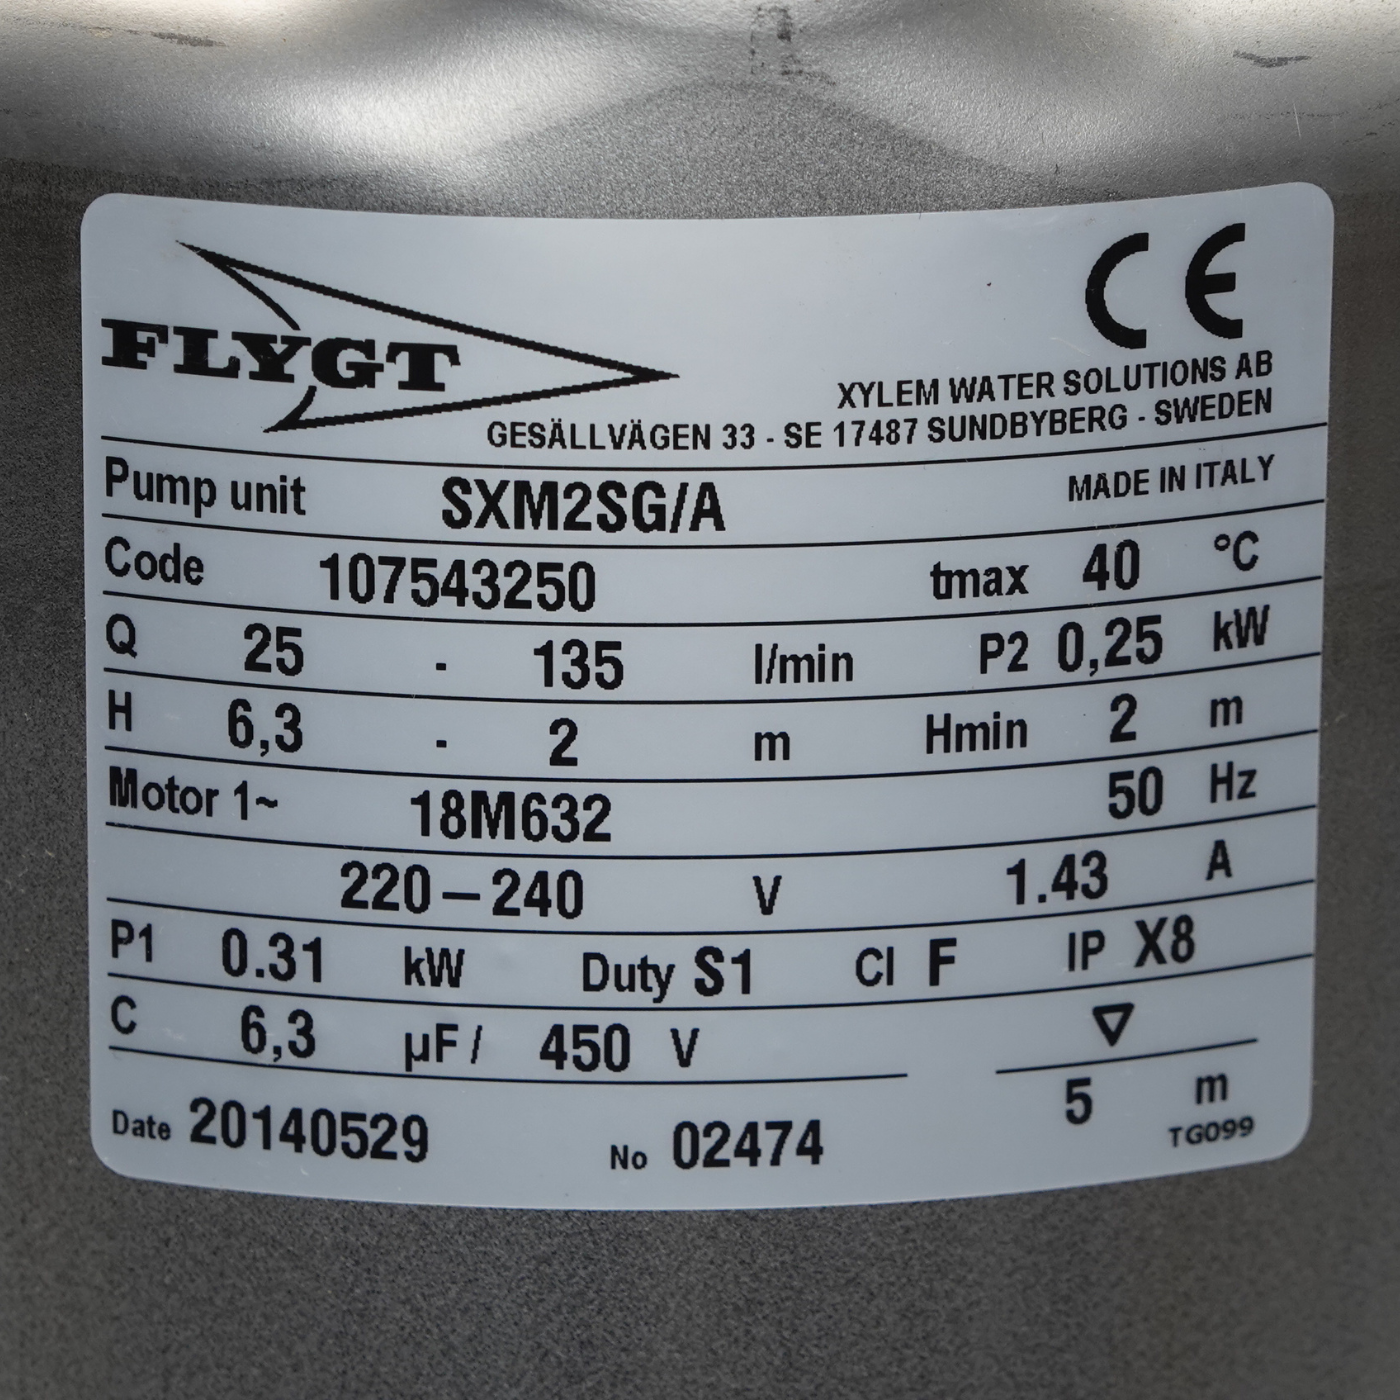 FLYGT
CE
XYLEM WATER SOLUTIONS AB
GESÄLLVÄGEN 33 - SE 17487 SUNDBYBERG - SWEDEN
Pump unit SXM2SG/A MADE IN ITALY
Code 107543250 tmax 40 °C
Q 25 - 135 l/min P2 0,25 kW
H 6,3 - 2 m Hmin 2 m
Motor 1~ 18M632 50 Hz
220–240 V 1.43 A
P1 0.31 kW Duty S1 Cl F IP X8
C 6,3 µF/ 450 V
5 m
Date 20140529 No 02474 TG099